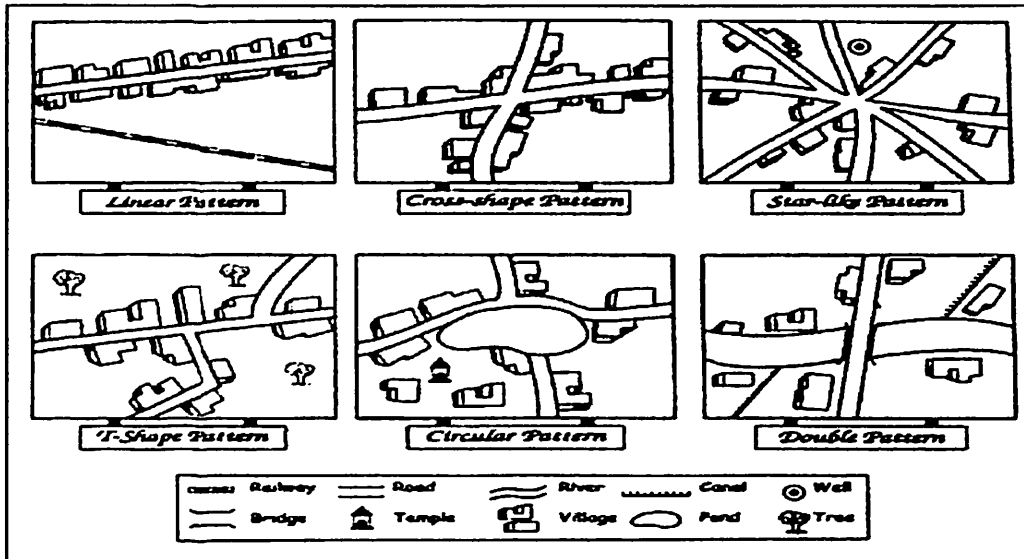 Linear Pattern
Cross-shape Pattern
Star-like Pattern
T-Shape Pattern
Circular Pattern
Double Pattern
Railway Road River Canal Well
Bridge Temple Village Pond Tree